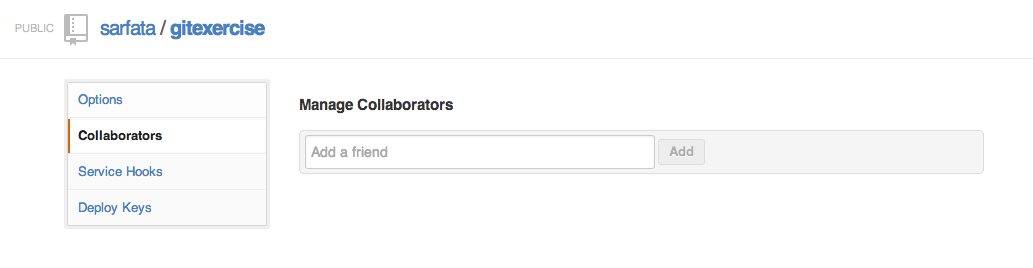 PUBLIC sarfata / gitexercise
Options
Collaborators
Service Hooks
Deploy Keys
Manage Collaborators
Add a friend Add